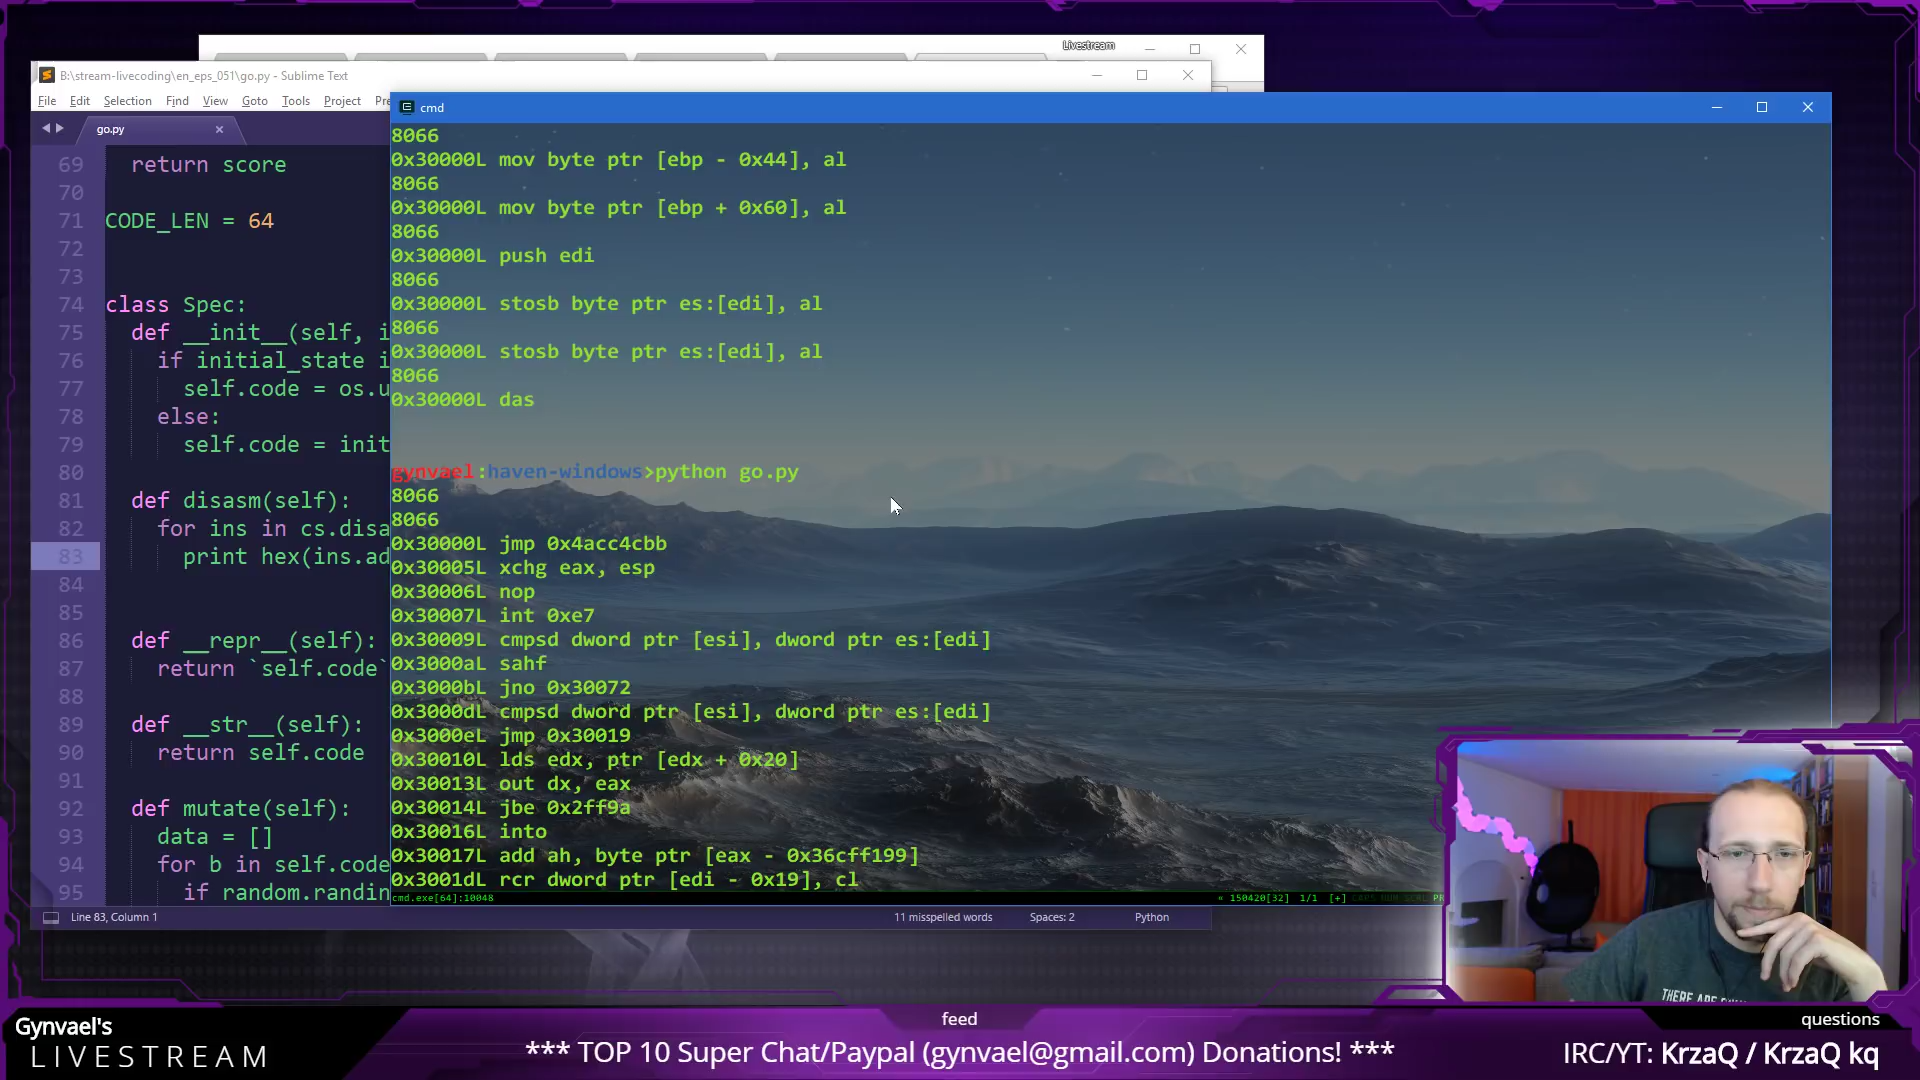 Livestream
B:\stream-livecoding\en_eps_051\go.py - Sublime Text
File Edit Selection Find View Goto Tools Project
cmd
go.py
69 return score
70
71 CODE_LEN = 64
72
73
74 class Spec:
75 def __init__(self, i
76 if initial_state i
77 self.code = os.u
78 else:
79 self.code = init
80
81 def disasm(self):
82 for ins in cs.disa
83 print hex(ins.ad
84
85
86 def __repr__(self):
87 return `self.code`
88
89 def __str__(self):
90 return self.code
91
92 def mutate(self):
93 data = []
94 for b in self.code
95 if random.randin
8066
0x30000L mov byte ptr [ebp - 0x44], al
8066
0x30000L mov byte ptr [ebp + 0x60], al
8066
0x30000L push edi
8066
0x30000L stosb byte ptr es:[edi], al
8066
0x30000L stosb byte ptr es:[edi], al
8066
0x30000L das
gynvael:haven-windows>python go.py
8066
8066
0x30000L jmp 0x4acc4cbb
0x30005L xchg eax, esp
0x30006L nop
0x30007L int 0xe7
0x30009L cmpsd dword ptr [esi], dword ptr es:[edi]
0x3000aL sahf
0x3000bL jno 0x30072
0x3000dL cmpsd dword ptr [esi], dword ptr es:[edi]
0x3000eL jmp 0x30019
0x30010L lds edx, ptr [edx + 0x20]
0x30013L out dx, eax
0x30014L jbe 0x2ff9a
0x30016L into
0x30017L add ah, byte ptr [eax - 0x36cff199]
0x3001dL rcr dword ptr [edi - 0x19], cl
cmd.exe[64]:10048 « 150420[32] 1/1 [+]
Line 83, Column 1 11 misspelled words Spaces: 2 Python
Gynvael's
LIVESTREAM
feed
*** TOP 10 Super Chat/Paypal (gynvael@gmail.com) Donations! ***
questions
IRC/YT: KrzaQ / KrzaQ kq